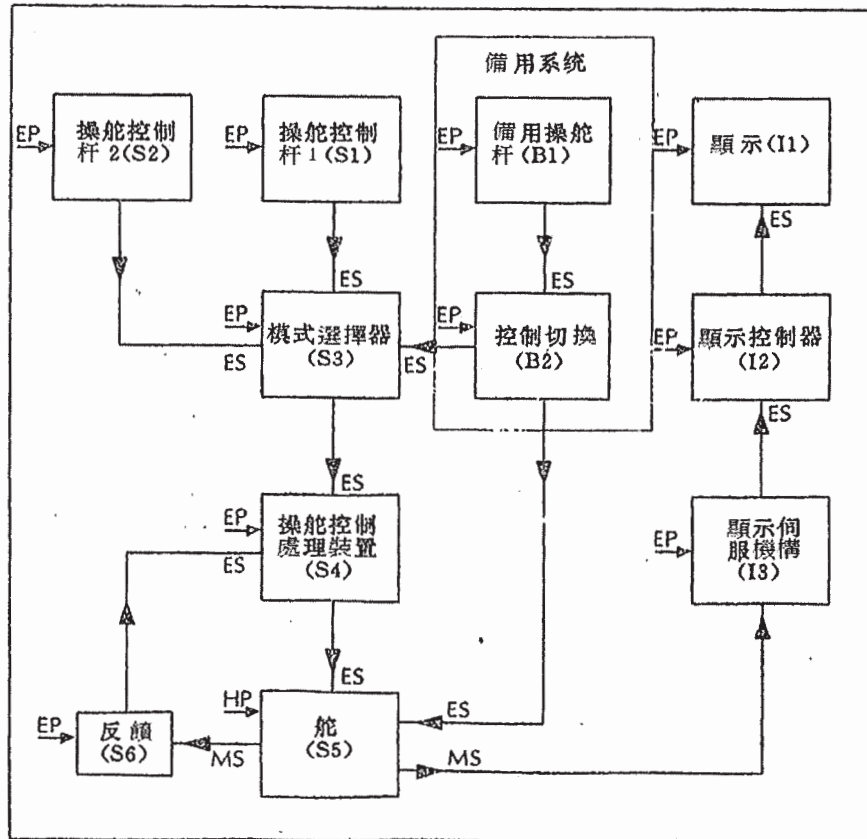 備用系统
EP
操舵控制
杆2(S2)
EP
操舵控制
杆1(S1)
EP
備用操舵
杆(B1)
EP
顯示(I1)
ES
ES
ES
EP
模式選擇器
(S3)
ES
ES
EP
控制切換
(B2)
EP
顯示控制器
(I2)
ES
ES
EP
操舵控制
處理裝置
(S4)
ES
EP
顯示伺
服機構
(I3)
ES
HP
舵
(S5)
ES
MS
MS
EP
反饋
(S6)